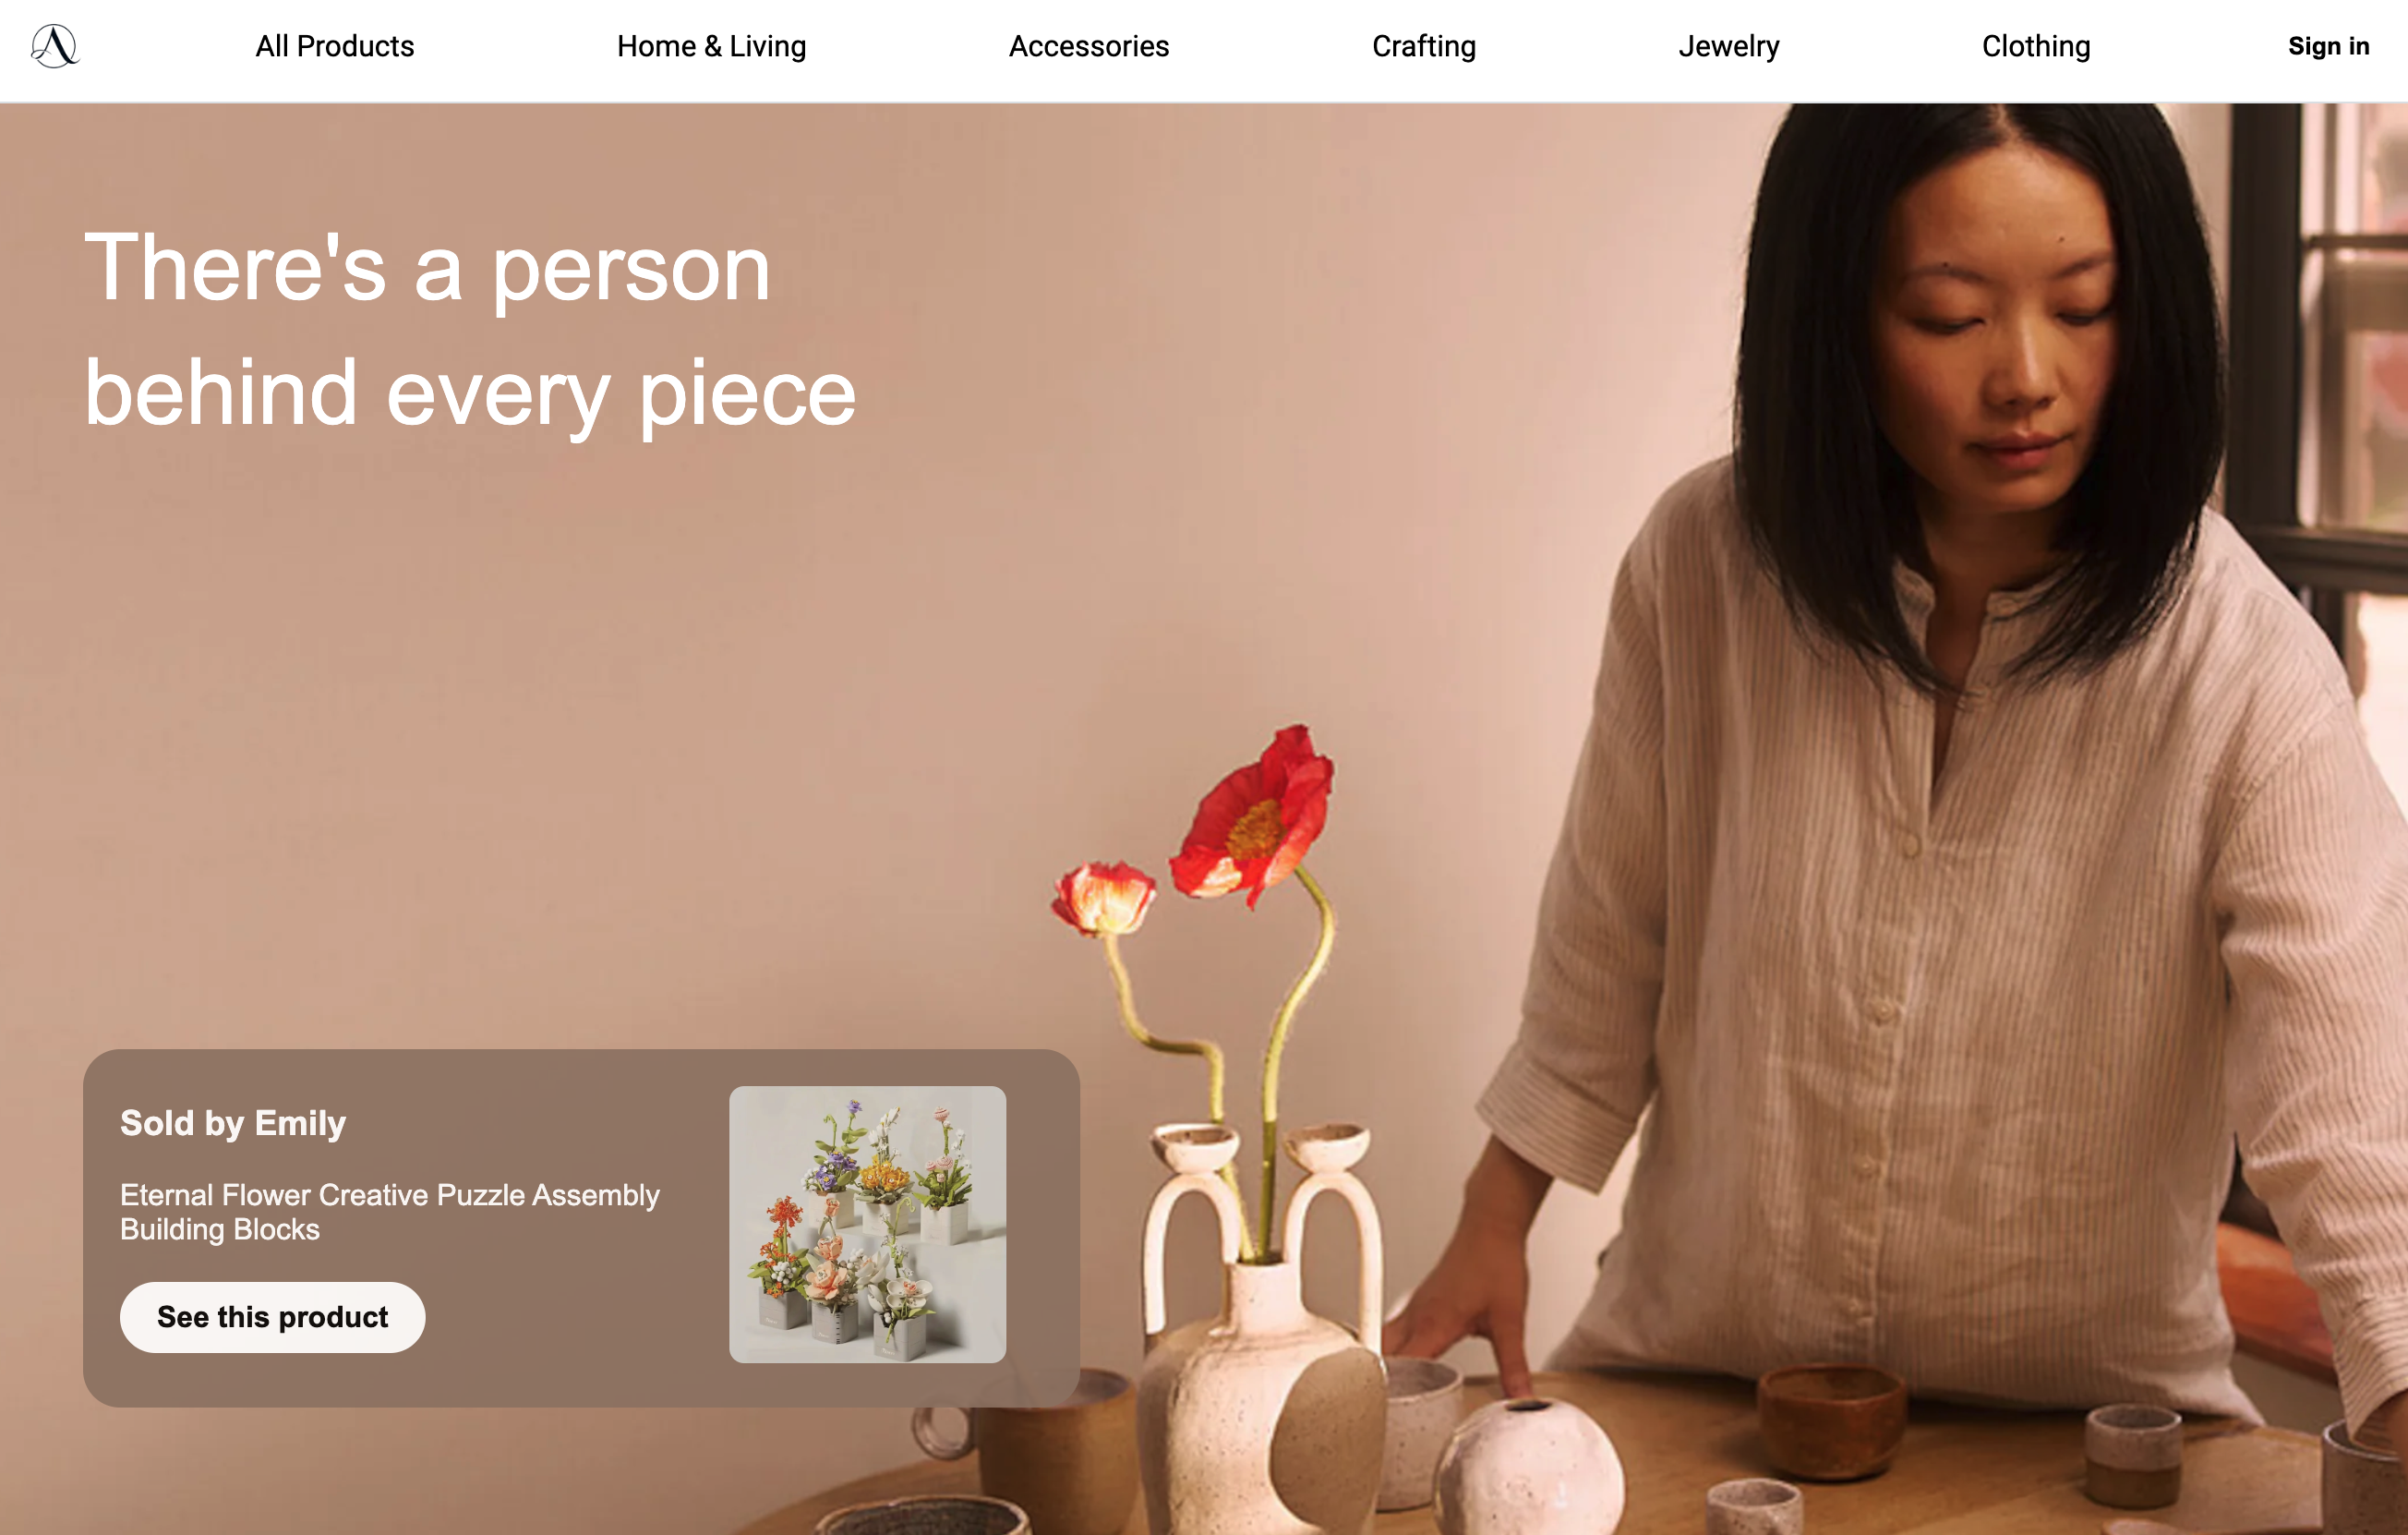 All Products
Home & Living
Accessories
Crafting
Jewelry
Clothing
Sign in
There's a person
behind every piece
Sold by Emily
Eternal Flower Creative Puzzle Assembly
Building Blocks
See this product